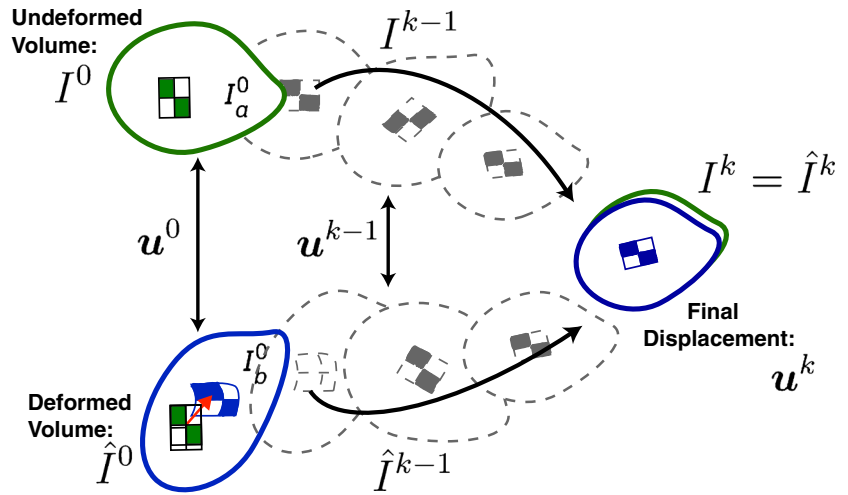 Undeformed
Volume:
I^0
I_a^0
I^{k−1}
I^k = Î^k
u^0
u^{k−1}
Final
Displacement:
u^k
I_b^0
Deformed
Volume:
Î^0
Î^{k−1}